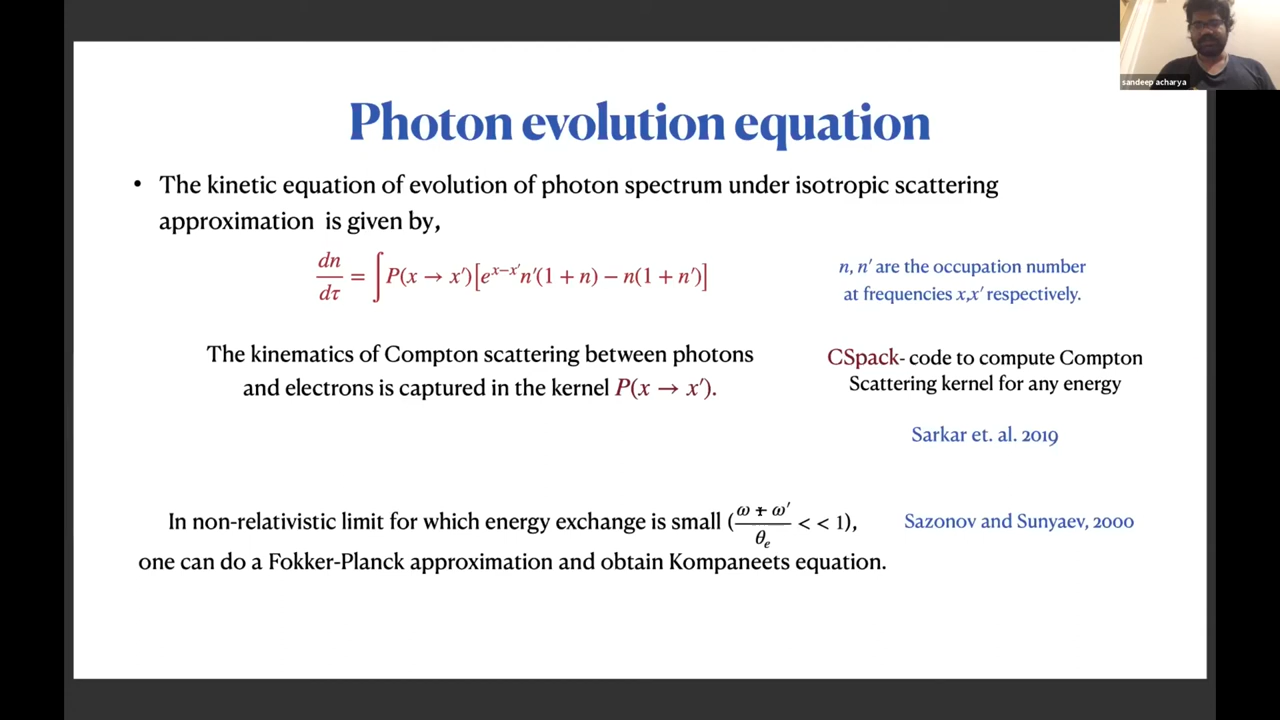 sandeep acharya
Photon evolution equation
• The kinetic equation of evolution of photon spectrum under isotropic scattering
approximation is given by,
dn/dτ = ∫ P(x → x′)[e^{x−x′}n′(1 + n) − n(1 + n′)]
n, n′ are the occupation number
at frequencies x,x′ respectively.
The kinematics of Compton scattering between photons
and electrons is captured in the kernel P(x → x′).
CSpack- code to compute Compton
Scattering kernel for any energy
Sarkar et. al. 2019
In non-relativistic limit for which energy exchange is small (ω + ω′/θ_e < < 1),
Sazonov and Sunyaev, 2000
one can do a Fokker-Planck approximation and obtain Kompaneets equation.